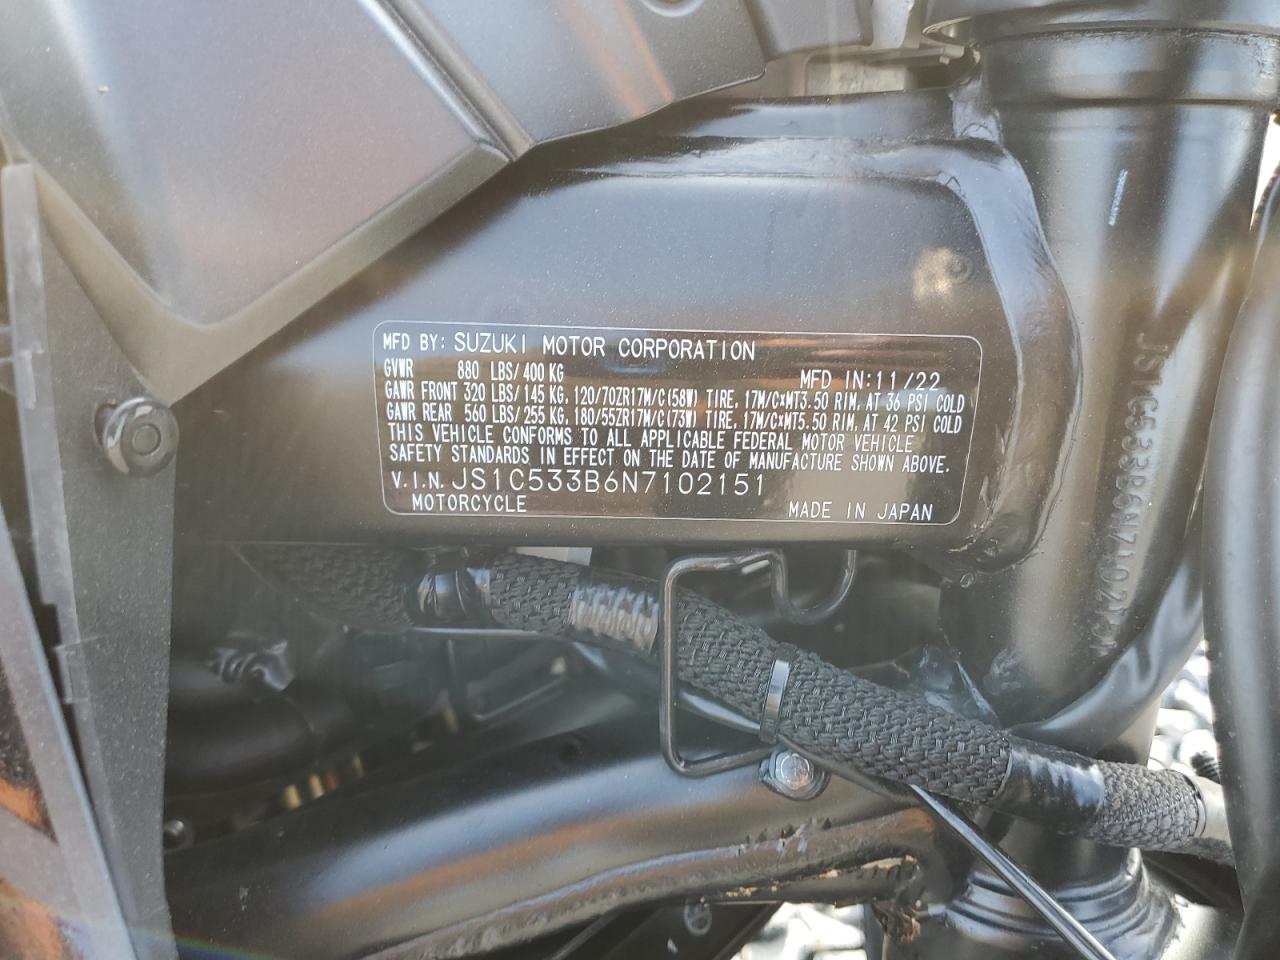 MFD BY: SUZUKI MOTOR CORPORATION
GVWR 880 LBS/400 KG MFD IN:11/22
GAWR FRONT 320 LBS/145 KG, 120/70ZR17M/C(58W) TIRE, 17M/C×MT3.50 RIM, AT 36 PSI COLD
GAWR REAR 560 LBS/255 KG, 180/55ZR17M/C(73W) TIRE, 17M/C×MT5.50 RIM, AT 42 PSI COLD
THIS VEHICLE CONFORMS TO ALL APPLICABLE FEDERAL MOTOR VEHICLE
SAFETY STANDARDS IN EFFECT ON THE DATE OF MANUFACTURE SHOWN ABOVE.
V.I.N. JS1C533B6N7102151
MOTORCYCLE MADE IN JAPAN
JS1C533B6N7102151